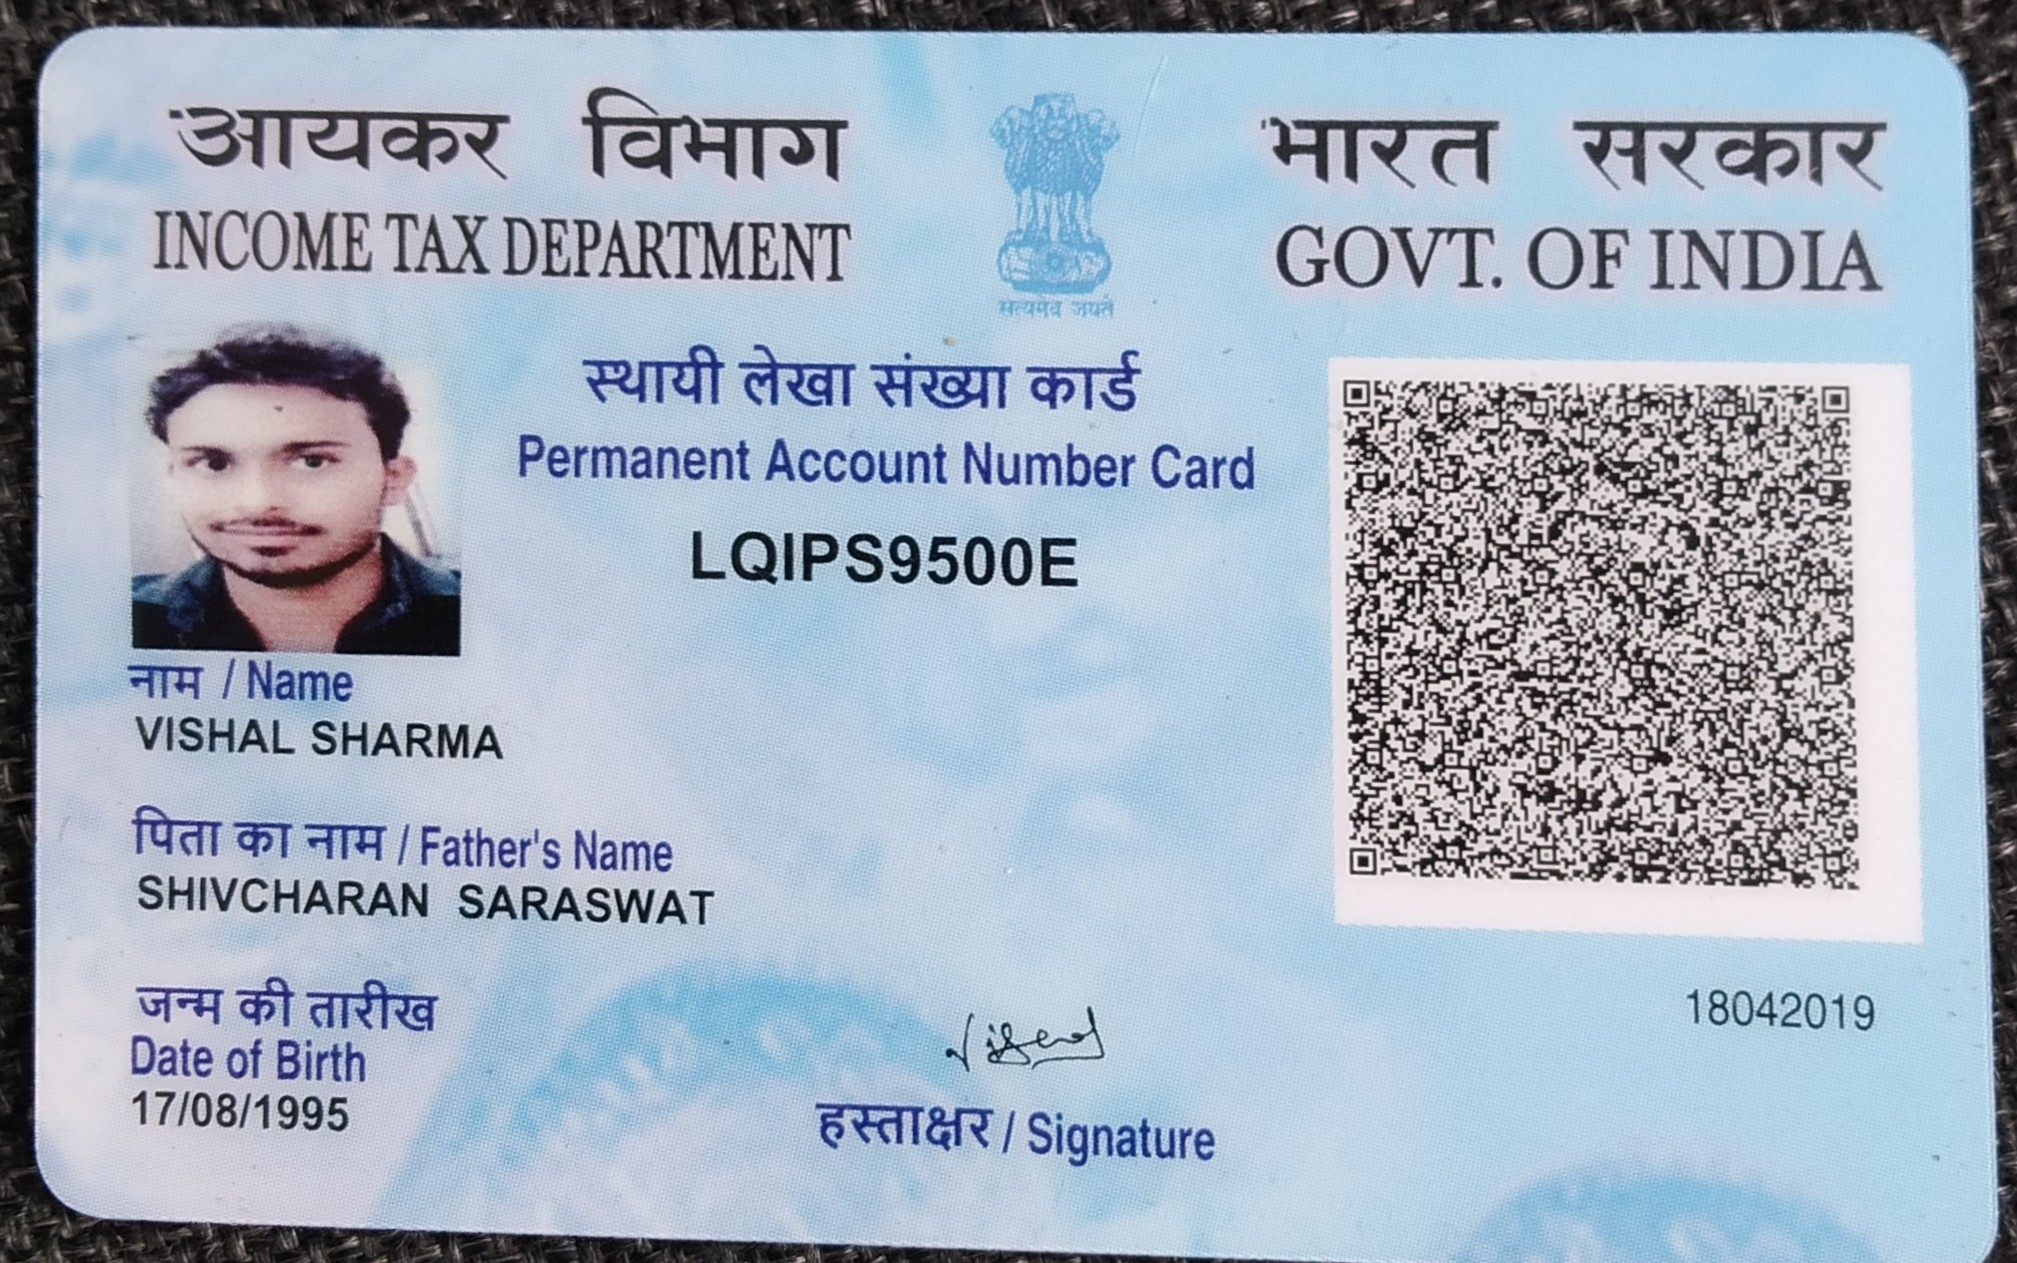 आयकर विभाग
INCOME TAX DEPARTMENT
सत्यमेव जयते
भारत सरकार
GOVT. OF INDIA
स्थायी लेखा संख्या कार्ड
Permanent Account Number Card
LQIPS9500E
नाम / Name
VISHAL SHARMA
पिता का नाम / Father's Name
SHIVCHARAN SARASWAT
जन्म की तारीख
Date of Birth
17/08/1995
हस्ताक्षर / Signature
18042019